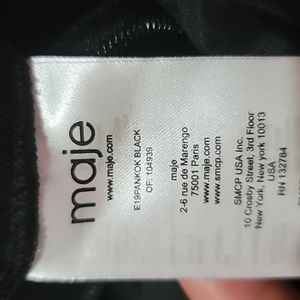 maje
www.maje.com
E19PANKOK BLACK
OF: 104939
maje
2-6 rue de Marengo
75001 Paris
www.maje.com
www.smcp.com
SMCP USA Inc.
10 Crosby Street, 3rd Floor
New York, New york 10013
USA
RN 132784